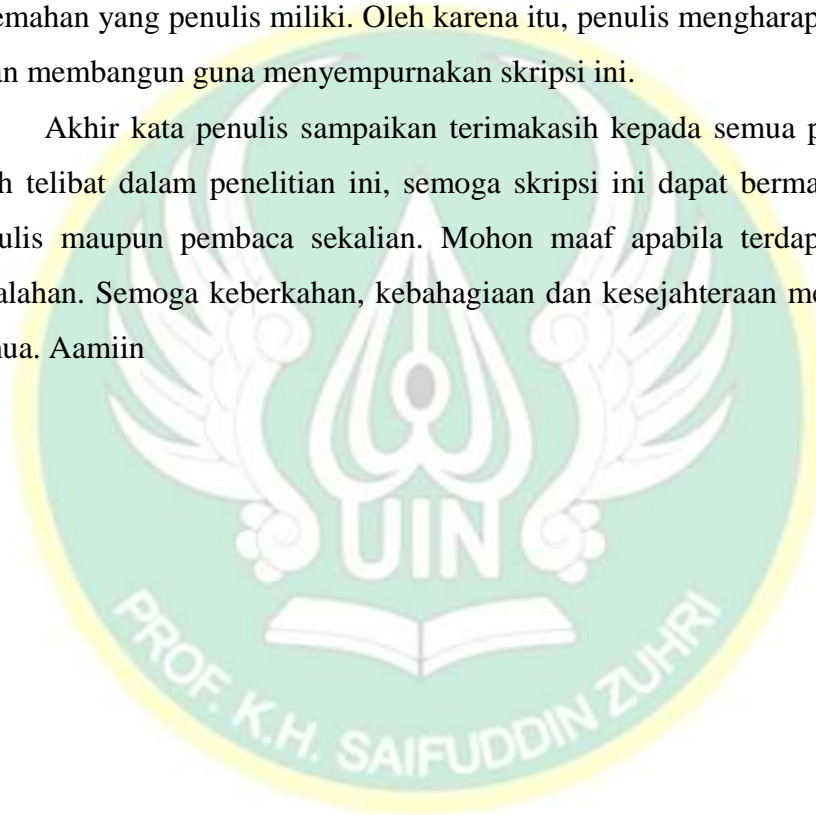 emahan yang penulis miliki. Oleh karena itu, penulis mengharap
an membangun guna menyempurnakan skripsi ini.
Akhir kata penulis sampaikan terimakasih kepada semua p
h telibat dalam penelitian ini, semoga skripsi ini dapat berma
ulis maupun pembaca sekalian. Mohon maaf apabila terdap
alahan. Semoga keberkahan, kebahagiaan dan kesejahteraan me
ua. Aamiin
UIN
PROF. K.H. SAIFUDDIN ZUHRI